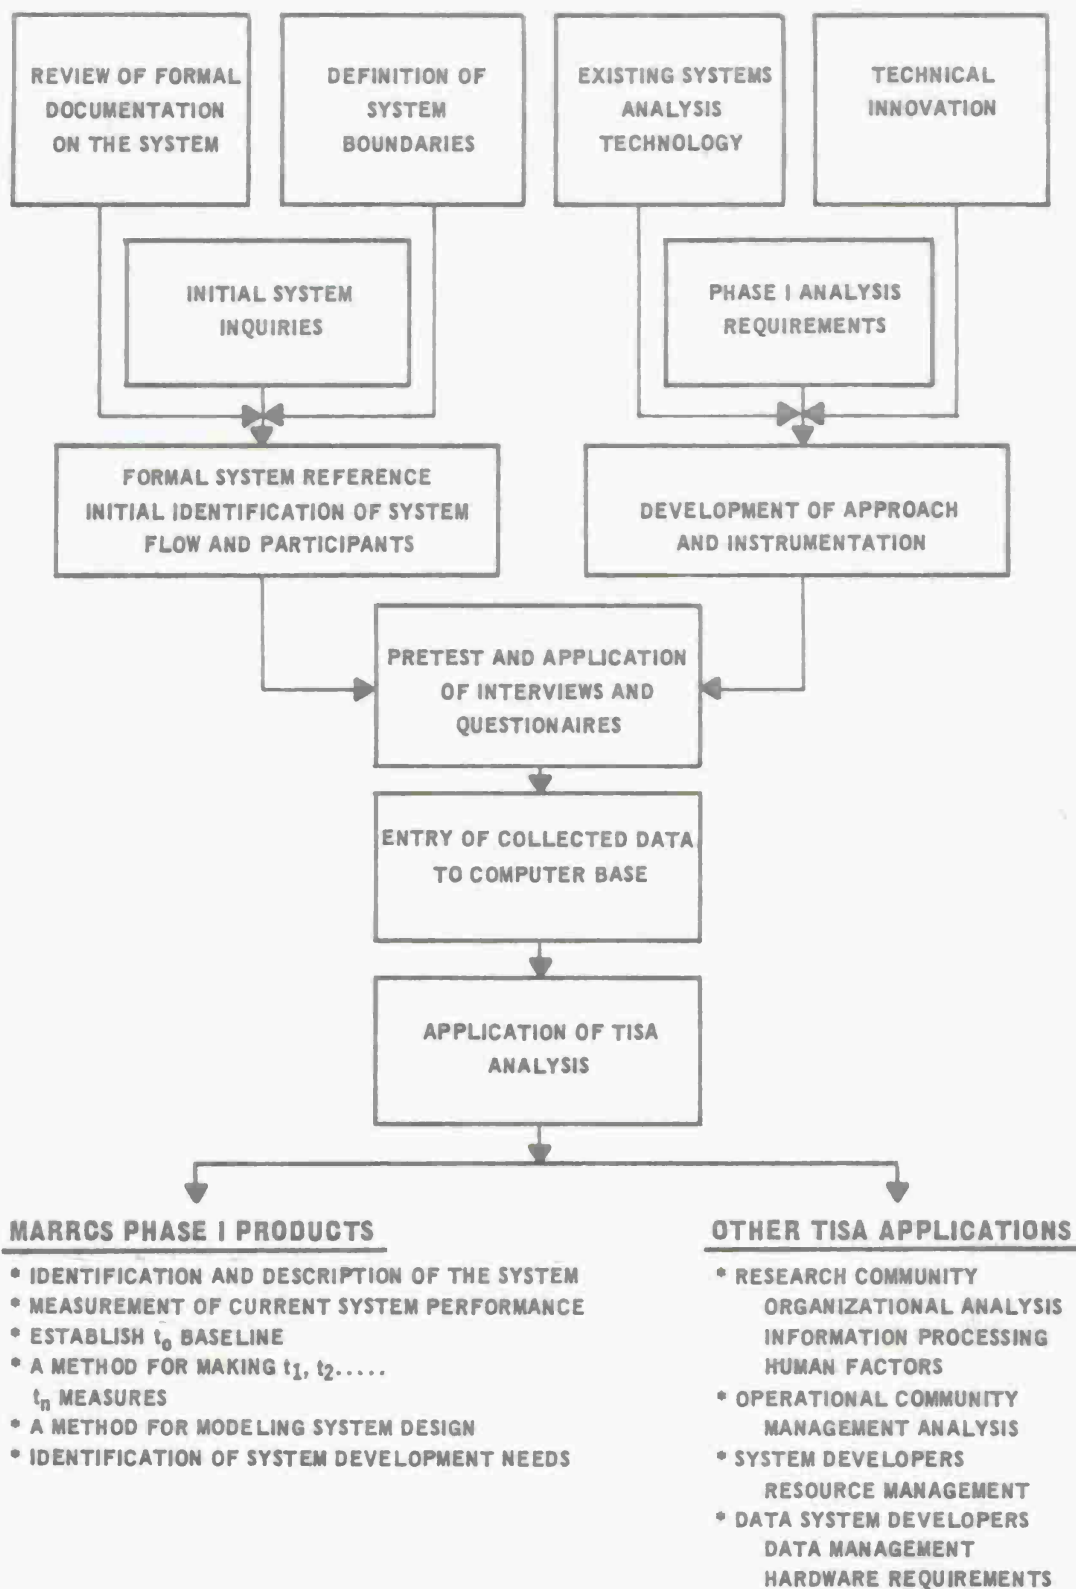 REVIEW OF FORMAL
DOCUMENTATION
ON THE SYSTEM
DEFINITION OF
SYSTEM
BOUNDARIES
EXISTING SYSTEMS
ANALYSIS
TECHNOLOGY
TECHNICAL
INNOVATION
INITIAL SYSTEM
INQUIRIES
PHASE I ANALYSIS
REQUIREMENTS
FORMAL SYSTEM REFERENCE
INITIAL IDENTIFICATION OF SYSTEM
FLOW AND PARTICIPANTS
DEVELOPMENT OF APPROACH
AND INSTRUMENTATION
PRETEST AND APPLICATION
OF INTERVIEWS AND
QUESTIONAIRES
ENTRY OF COLLECTED DATA
TO COMPUTER BASE
APPLICATION OF TISA
ANALYSIS
MARRCS PHASE I PRODUCTS
* IDENTIFICATION AND DESCRIPTION OF THE SYSTEM
* MEASUREMENT OF CURRENT SYSTEM PERFORMANCE
* ESTABLISH t₀ BASELINE
* A METHOD FOR MAKING t₁, t₂.....
tₙ MEASURES
* A METHOD FOR MODELING SYSTEM DESIGN
* IDENTIFICATION OF SYSTEM DEVELOPMENT NEEDS
OTHER TISA APPLICATIONS
* RESEARCH COMMUNITY
ORGANIZATIONAL ANALYSIS
INFORMATION PROCESSING
HUMAN FACTORS
* OPERATIONAL COMMUNITY
MANAGEMENT ANALYSIS
* SYSTEM DEVELOPERS
RESOURCE MANAGEMENT
* DATA SYSTEM DEVELOPERS
DATA MANAGEMENT
HARDWARE REQUIREMENTS